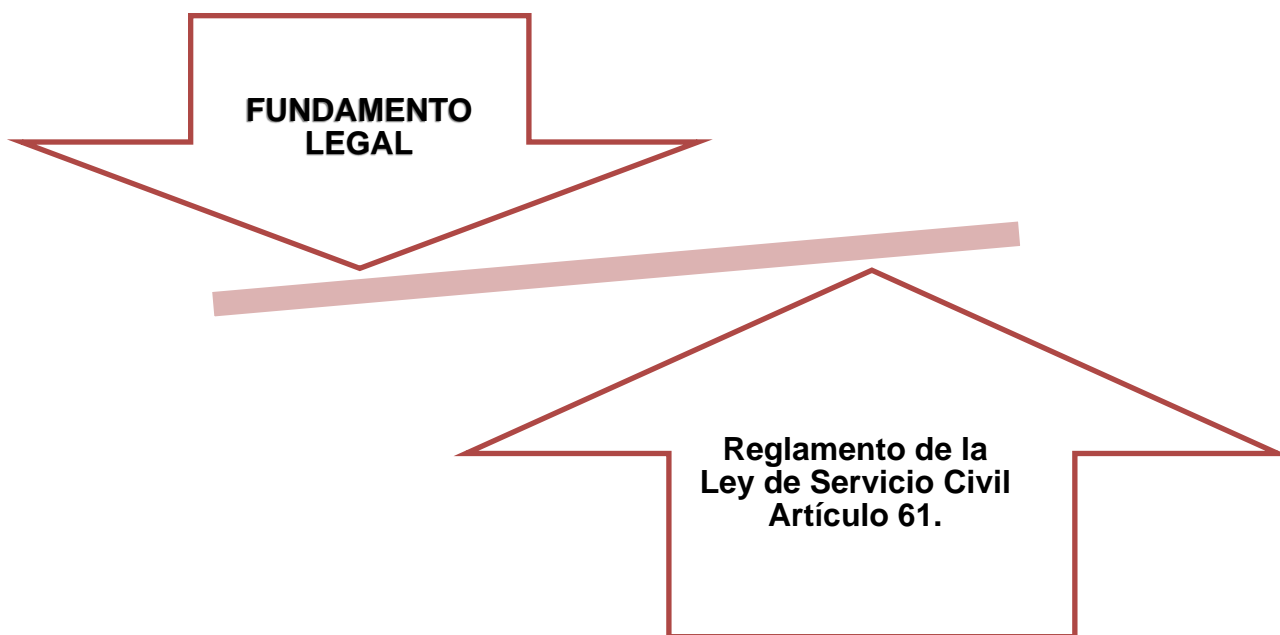 FUNDAMENTO
LEGAL
Reglamento de la
Ley de Servicio Civil
Artículo 61.